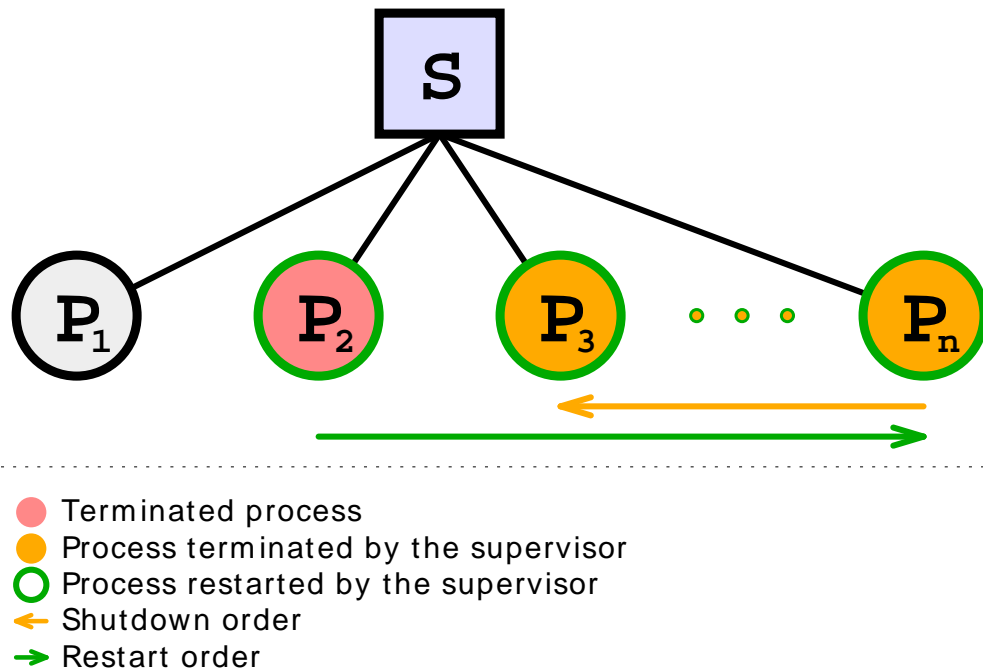 S
P1 P2 P3 Pn
Terminated process
Process terminated by the supervisor
Process restarted by the supervisor
Shutdown order
Restart order